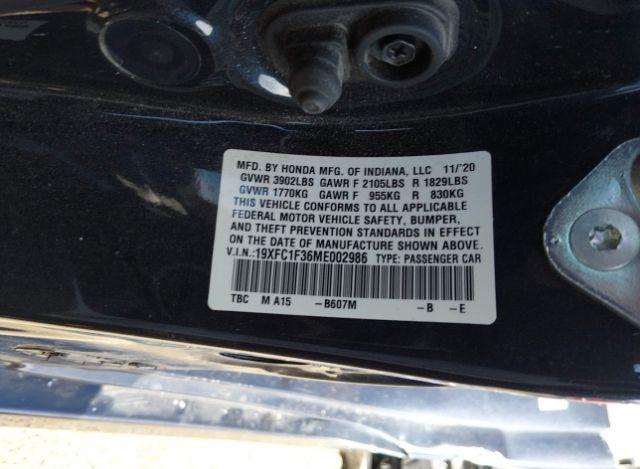 MFD. BY HONDA MFG. OF INDIANA, LLC 11/'20
GVWR 3902LBS GAWR F 2105LBS R 1829LBS
GVWR 1770KG GAWR F 955KG R 830KG
THIS VEHICLE CONFORMS TO ALL APPLICABLE
FEDERAL MOTOR VEHICLE SAFETY, BUMPER,
AND THEFT PREVENTION STANDARDS IN EFFECT
ON THE DATE OF MANUFACTURE SHOWN ABOVE.
V.I.N.:19XFC1F36ME002986 TYPE: PASSENGER CAR
TBC M A15 -B607M -B -E